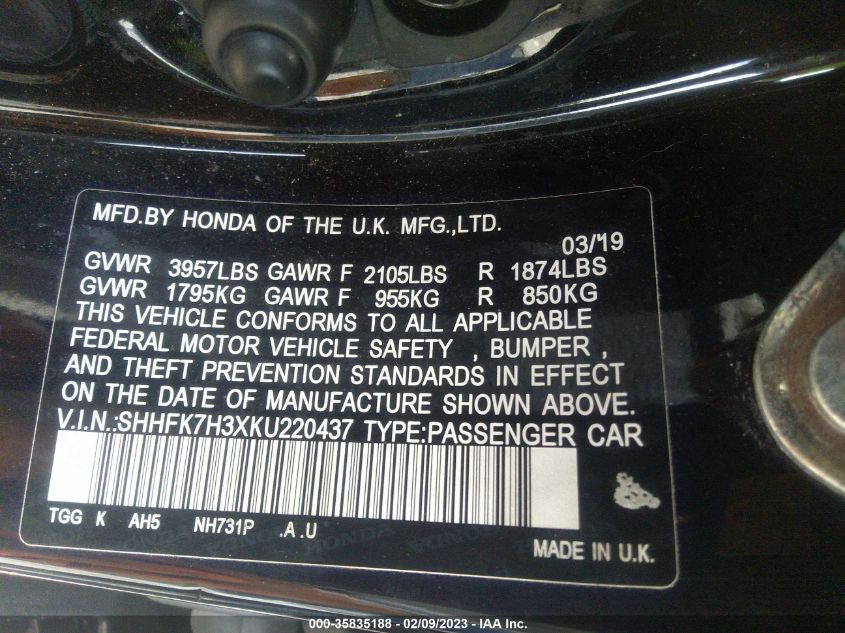 MFD.BY HONDA OF THE U.K. MFG.,LTD.
03/'19
GVWR 3957LBS GAWR F 2105LBS R 1874LBS
GVWR 1795KG GAWR F 955KG R 850KG
THIS VEHICLE CONFORMS TO ALL APPLICABLE
FEDERAL MOTOR VEHICLE SAFETY , BUMPER ,
AND THEFT PREVENTION STANDARDS IN EFFECT
ON THE DATE OF MANUFACTURE SHOWN ABOVE.
V.I.N.:SHHFK7H3XKU220437 TYPE:PASSENGER CAR
TGG K AH5 NH731P .A .U
MADE IN U.K.
000-35835188 - 02/09/2023 - IAA Inc.